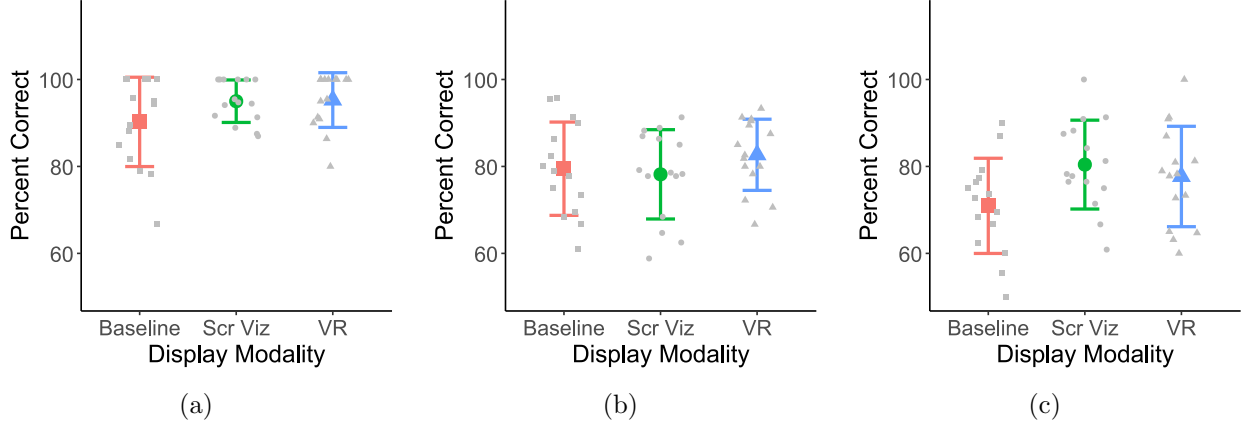 Percent Correct
100
80
60
Baseline Scr Viz VR
Display Modality
(a)
Percent Correct
100
80
60
Baseline Scr Viz VR
Display Modality
(b)
Percent Correct
100
80
60
Baseline Scr Viz VR
Display Modality
(c)